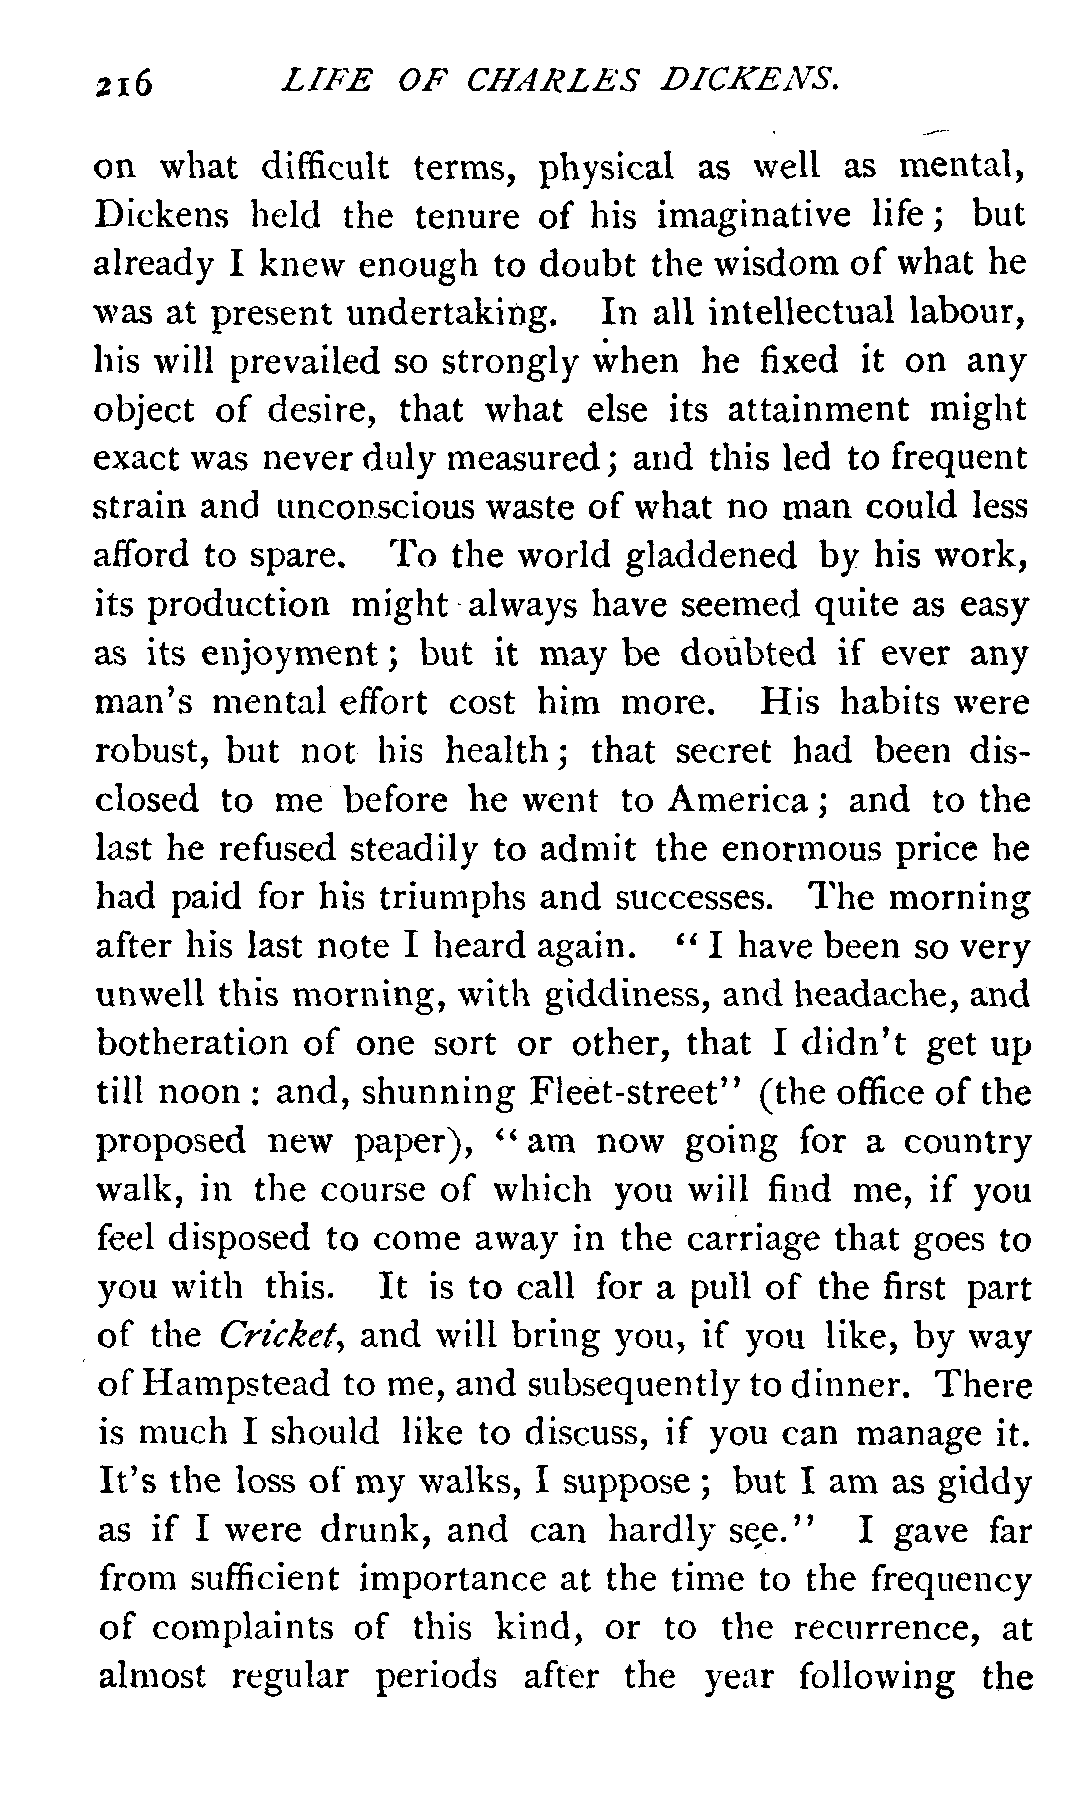 216 LIFE OF CHARLES DICKENS.
on what difficult terms, physical as well as mental,
Dickens held the tenure of his imaginative life; but
already I knew enough to doubt the wisdom of what he
was at present undertaking. In all intellectual labour,
his will prevailed so strongly when he fixed it on any
object of desire, that what else its attainment might
exact was never duly measured; and this led to frequent
strain and unconscious waste of what no man could less
afford to spare. To the world gladdened by his work,
its production might always have seemed quite as easy
as its enjoyment; but it may be doubted if ever any
man's mental effort cost him more. His habits were
robust, but not his health; that secret had been dis-
closed to me before he went to America; and to the
last he refused steadily to admit the enormous price he
had paid for his triumphs and successes. The morning
after his last note I heard again. "I have been so very
unwell this morning, with giddiness, and headache, and
botheration of one sort or other, that I didn't get up
till noon: and, shunning Fleet-street" (the office of the
proposed new paper), "am now going for a country
walk, in the course of which you will find me, if you
feel disposed to come away in the carriage that goes to
you with this. It is to call for a pull of the first part
of the Cricket, and will bring you, if you like, by way
of Hampstead to me, and subsequently to dinner. There
is much I should like to discuss, if you can manage it.
It's the loss of my walks, I suppose; but I am as giddy
as if I were drunk, and can hardly see." I gave far
from sufficient importance at the time to the frequency
of complaints of this kind, or to the recurrence, at
almost regular periods after the year following the